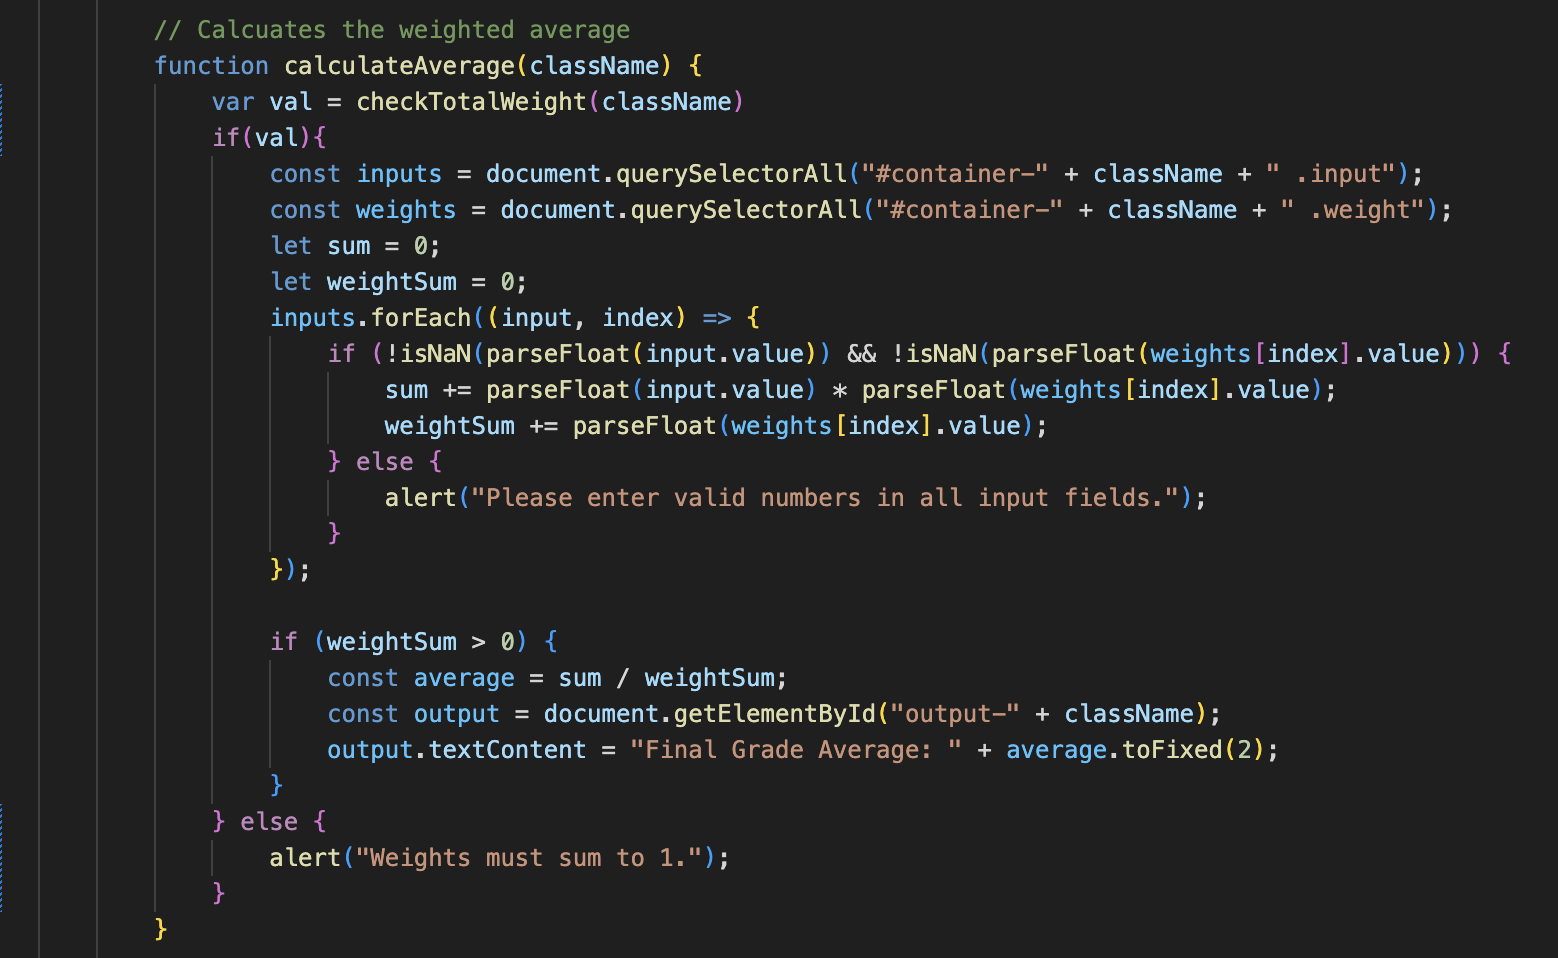 // Calcuates the weighted average
function calculateAverage(className) {
    var val = checkTotalWeight(className)
    if(val){
        const inputs = document.querySelectorAll("#container-" + className + " .input");
        const weights = document.querySelectorAll("#container-" + className + " .weight");
        let sum = 0;
        let weightSum = 0;
        inputs.forEach((input, index) => {
            if (!isNaN(parseFloat(input.value)) && !isNaN(parseFloat(weights[index].value))) {
                sum += parseFloat(input.value) * parseFloat(weights[index].value);
                weightSum += parseFloat(weights[index].value);
            } else {
                alert("Please enter valid numbers in all input fields.");
            }
        });

        if (weightSum > 0) {
            const average = sum / weightSum;
            const output = document.getElementById("output-" + className);
            output.textContent = "Final Grade Average: " + average.toFixed(2);
        }
    } else {
        alert("Weights must sum to 1.");
    }
}